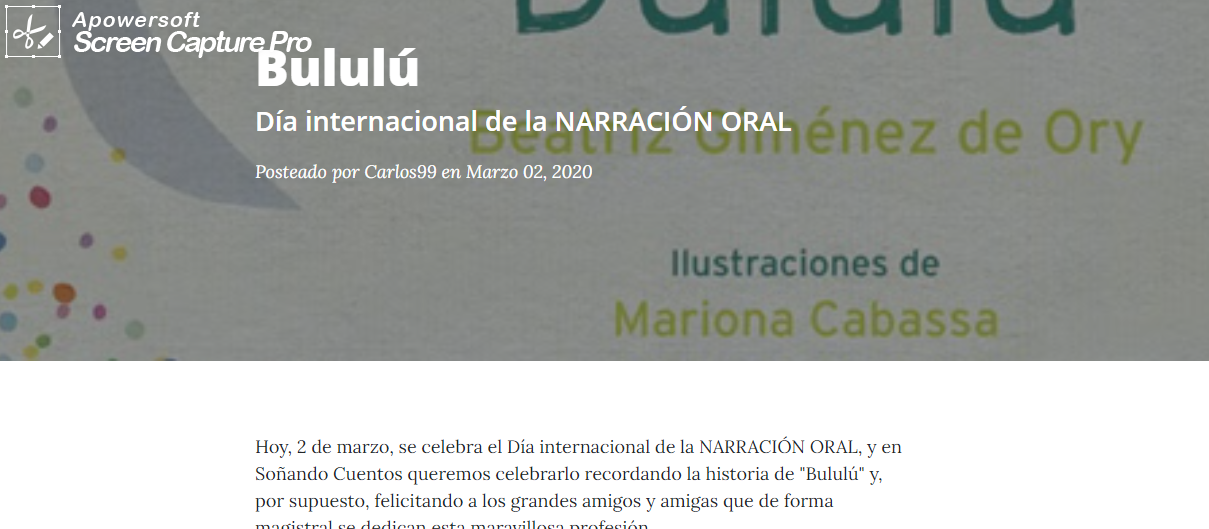 Apowersoft
Screen Capture Pro
Bululú
Bululú
Día internacional de la NARRACIÓN ORAL
Beatriz Giménez de Ory
Posteado por Carlos99 en Marzo 02, 2020
Ilustraciones de
Mariona Cabassa
Hoy, 2 de marzo, se celebra el Día internacional de la NARRACIÓN ORAL, y en
Soñando Cuentos queremos celebrarlo recordando la historia de "Bululú" y,
por supuesto, felicitando a los grandes amigos y amigas que de forma
magistral se dedican esta maravillosa profesión.